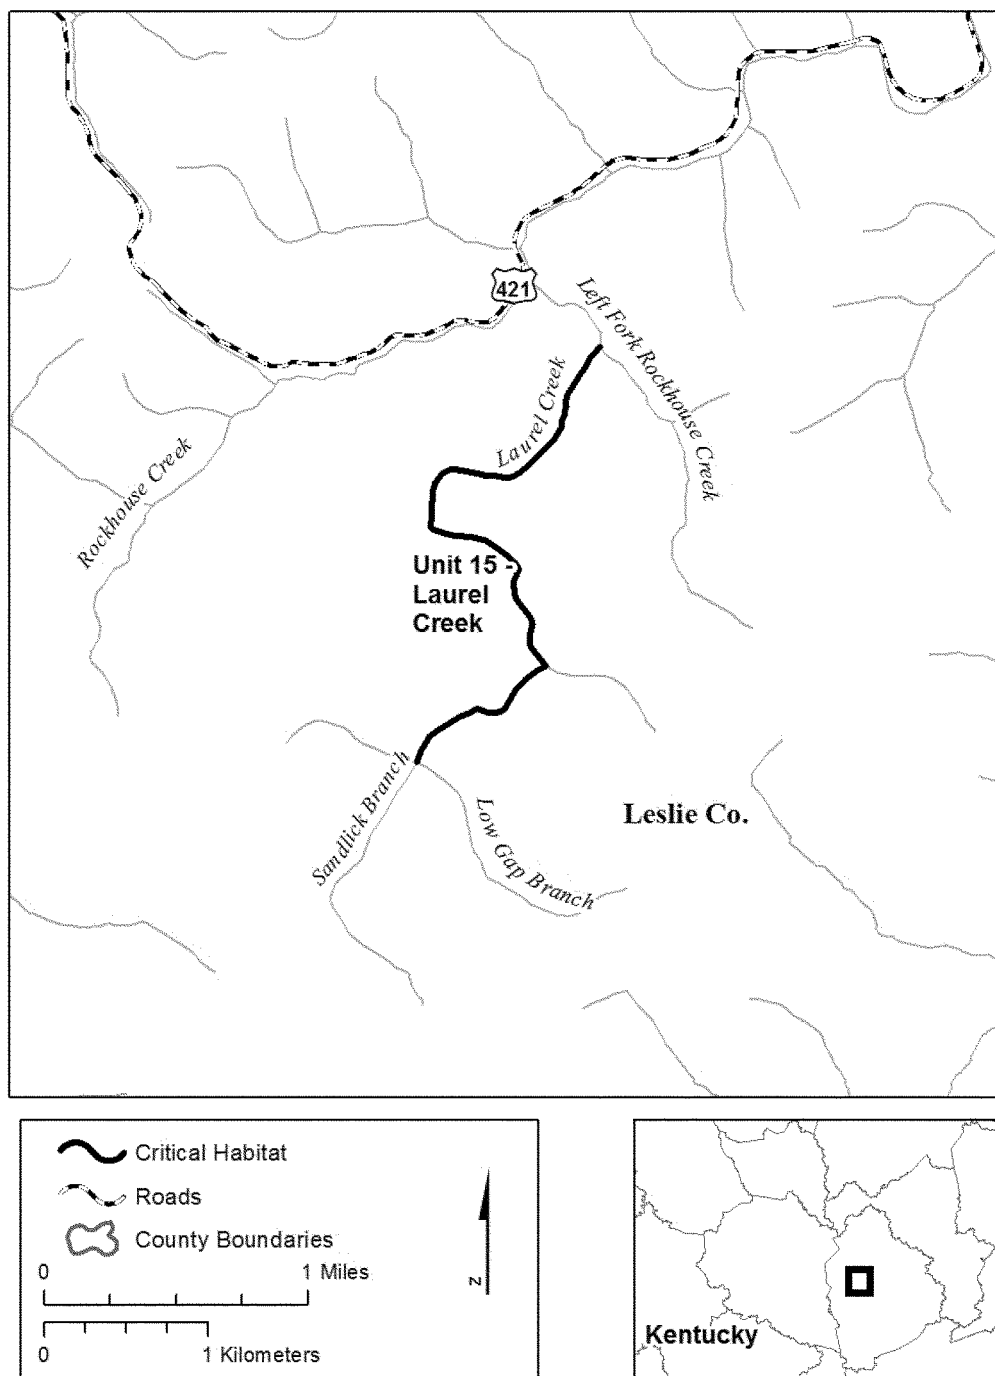 421
Left Fork Rockhouse Creek
Laurel Creek
Rockhouse Creek
Unit 15 -
Laurel
Creek
Sandlick Branch
Low Gap Branch
Leslie Co.
Critical Habitat
Roads
County Boundaries
0 1 Miles
0 1 Kilometers
N
Kentucky